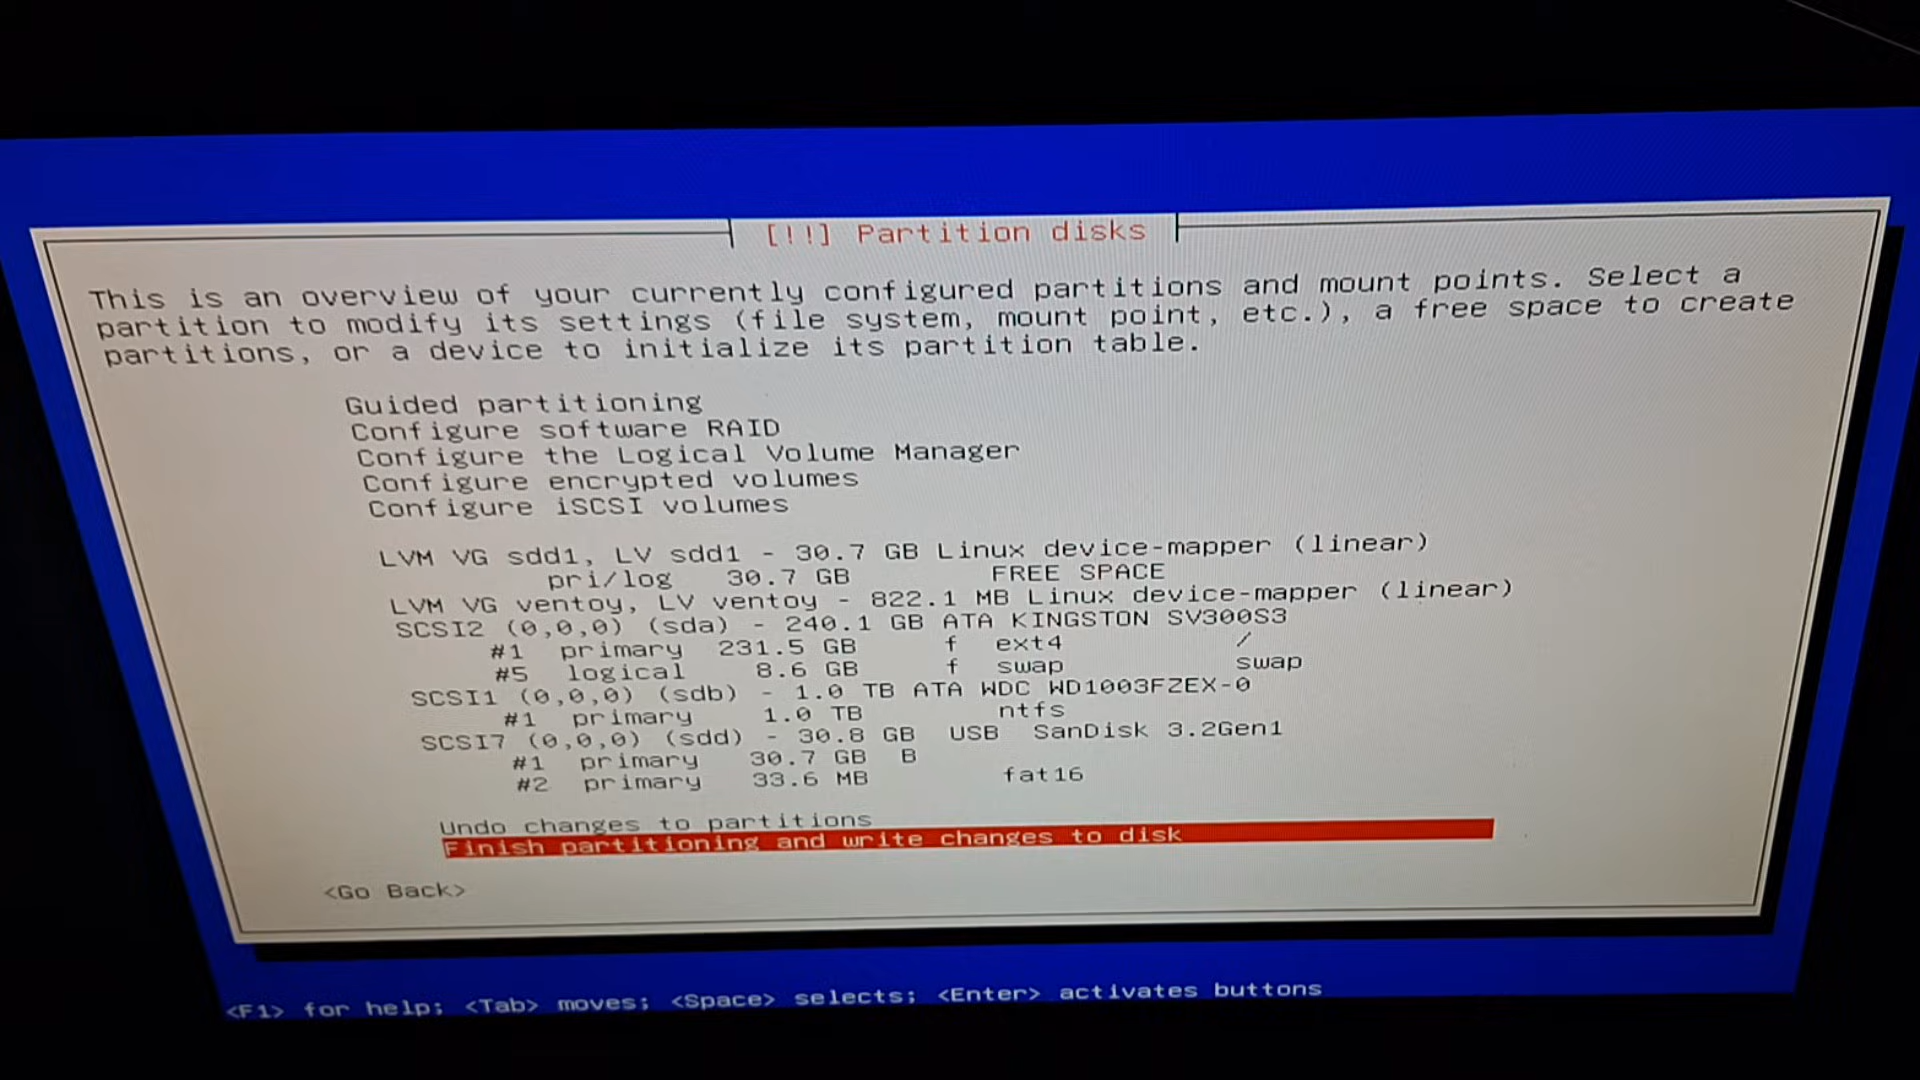 [!!] Partition disks
This is an overview of your currently configured partitions and mount points. Select a
partition to modify its settings (file system, mount point, etc.), a free space to create
partitions, or a device to initialize its partition table.
Guided partitioning
Configure software RAID
Configure the Logical Volume Manager
Configure encrypted volumes
Configure iSCSI volumes
LVM VG sdd1, LV sdd1 - 30.7 GB Linux device-mapper (linear)
pri/log 30.7 GB FREE SPACE
LVM VG ventoy, LV ventoy - 822.1 MB Linux device-mapper (linear)
SCSI2 (0,0,0) (sda) - 240.1 GB ATA KINGSTON SV300S3
#1 primary 231.5 GB f ext4 /
#5 logical 8.6 GB f swap swap
SCSI1 (0,0,0) (sdb) - 1.0 TB ATA WDC WD1003FZEX-0
#1 primary 1.0 TB ntfs
SCSI7 (0,0,0) (sdd) - 30.8 GB USB SanDisk 3.2Gen1
#1 primary 30.7 GB B
#2 primary 33.6 MB fat16
Undo changes to partitions
Finish partitioning and write changes to disk
<Go Back>
<F1> for help; <Tab> moves; <Space> selects; <Enter> activates buttons